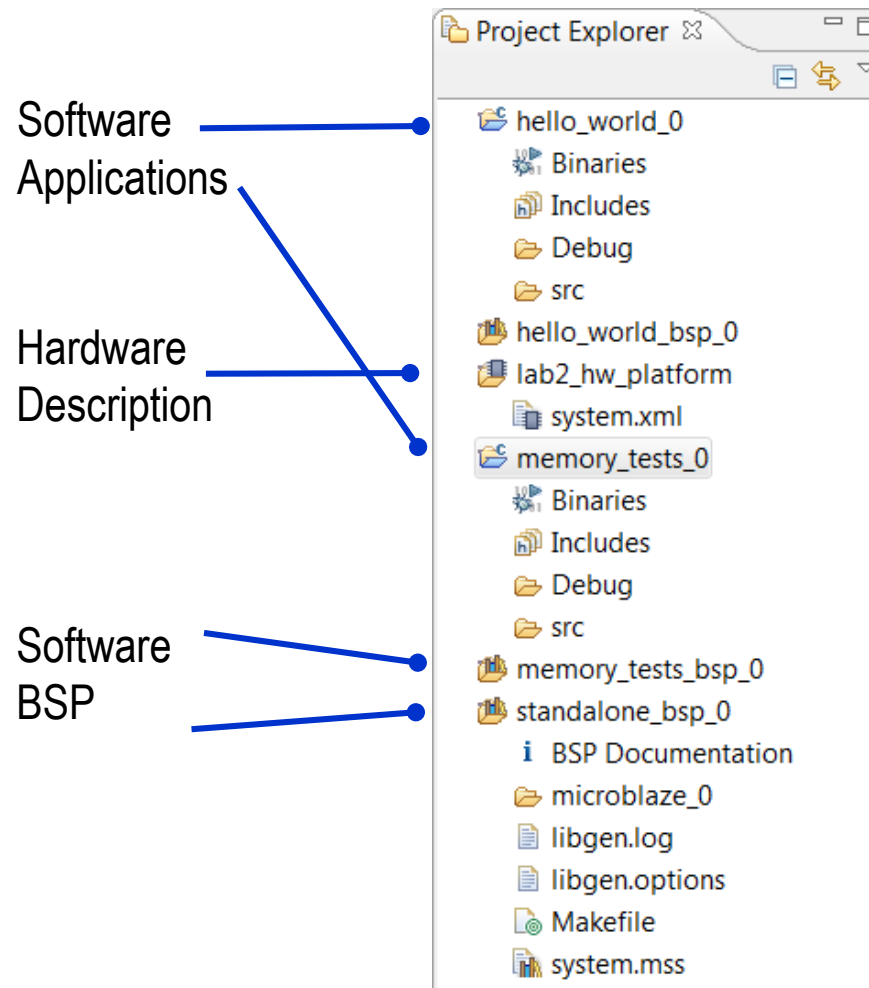 Project Explorer
Software
Applications
Hardware
Description
Software
BSP
hello_world_0
Binaries
Includes
Debug
src
hello_world_bsp_0
lab2_hw_platform
system.xml
memory_tests_0
Binaries
Includes
Debug
src
memory_tests_bsp_0
standalone_bsp_0
BSP Documentation
microblaze_0
libgen.log
libgen.options
Makefile
system.mss